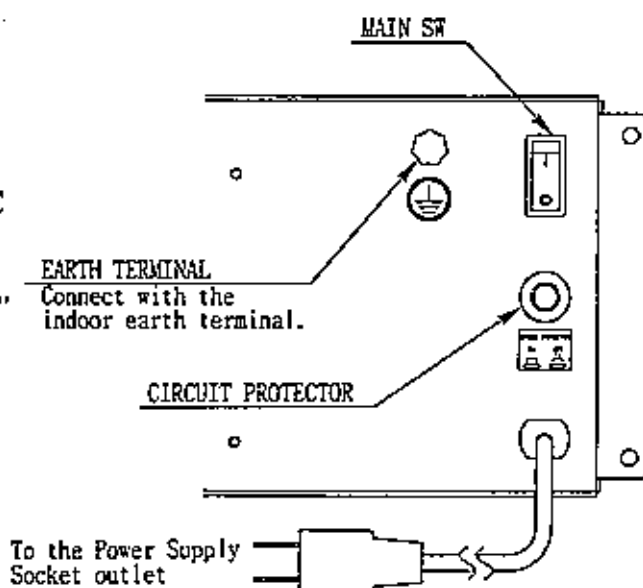 MAIN SW
EARTH TERMINAL
Connect with the
indoor earth terminal.
CIRCUIT PROTECTOR
To the Power Supply
Socket outlet